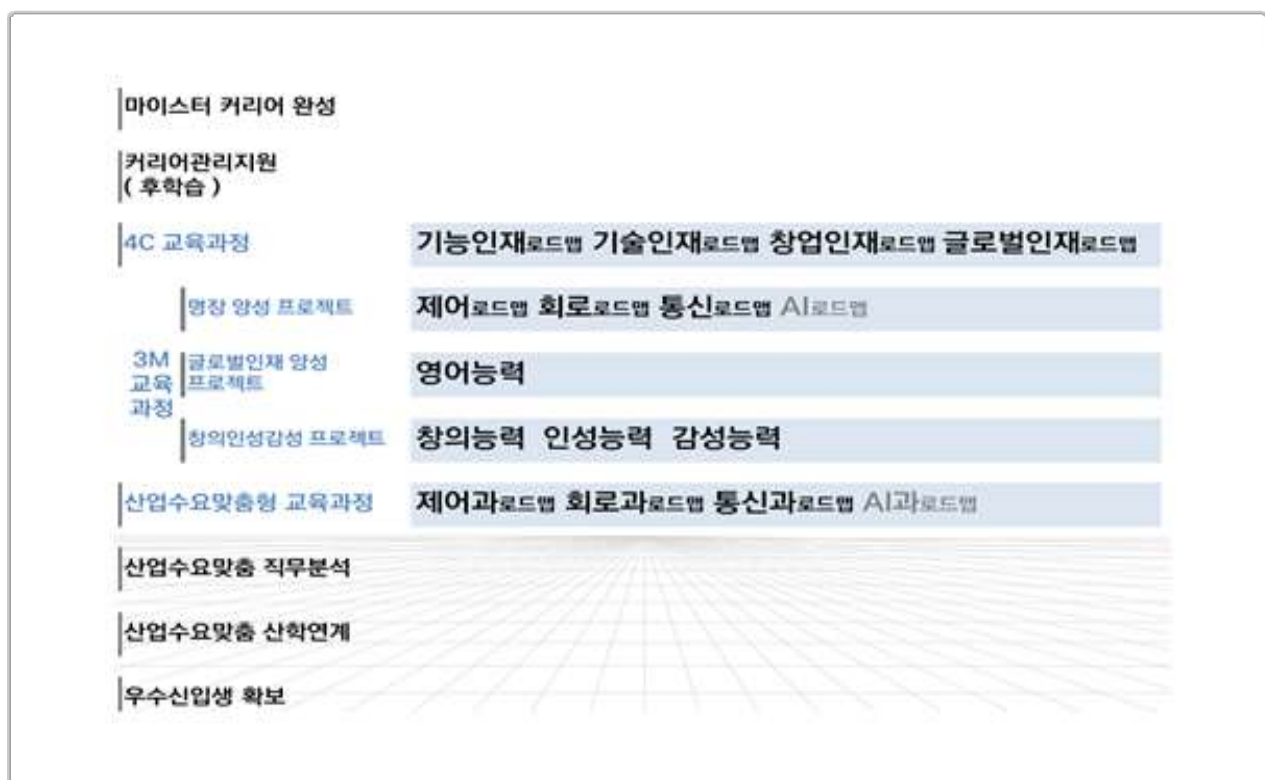 마이스터 커리어 완성
커리어관리지원
( 후학습 )
4C 교육과정
기능인재로드맵 기술인재로드맵 창업인재로드맵 글로벌인재로드맵
명장 양성 프로젝트
제어로드맵 회로로드맵 통신로드맵 AI로드맵
3M
교육
과정
글로벌인재 양성
프로젝트
영어능력
창의인성감성 프로젝트
창의능력 인성능력 감성능력
산업수요맞춤형 교육과정
제어과로드맵 회로과로드맵 통신과로드맵 AI과로드맵
산업수요맞춤 직무분석
산업수요맞춤 산학연계
우수신입생 확보